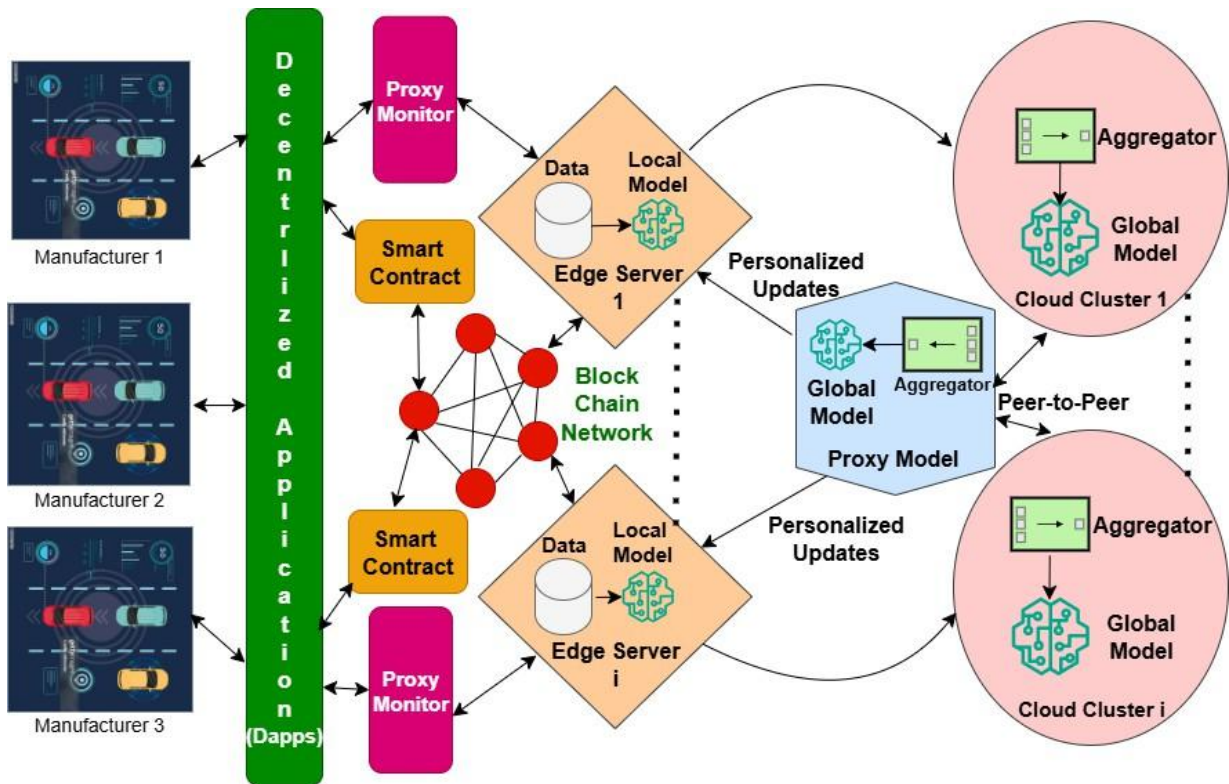 Manufacturer 1
Manufacturer 2
Manufacturer 3
Decentrlized Application
(Dapps)
Proxy
Monitor
Smart
Contract
Smart
Contract
Proxy
Monitor
Data
Local
Model
Edge Server
1
Block
Chain
Network
Data
Local
Model
Edge Server
i
Personalized
Updates
Global
Model
Aggregator
Proxy Model
Peer-to-Peer
Personalized
Updates
Aggregator
Global
Model
Cloud Cluster 1
Aggregator
Global
Model
Cloud Cluster i